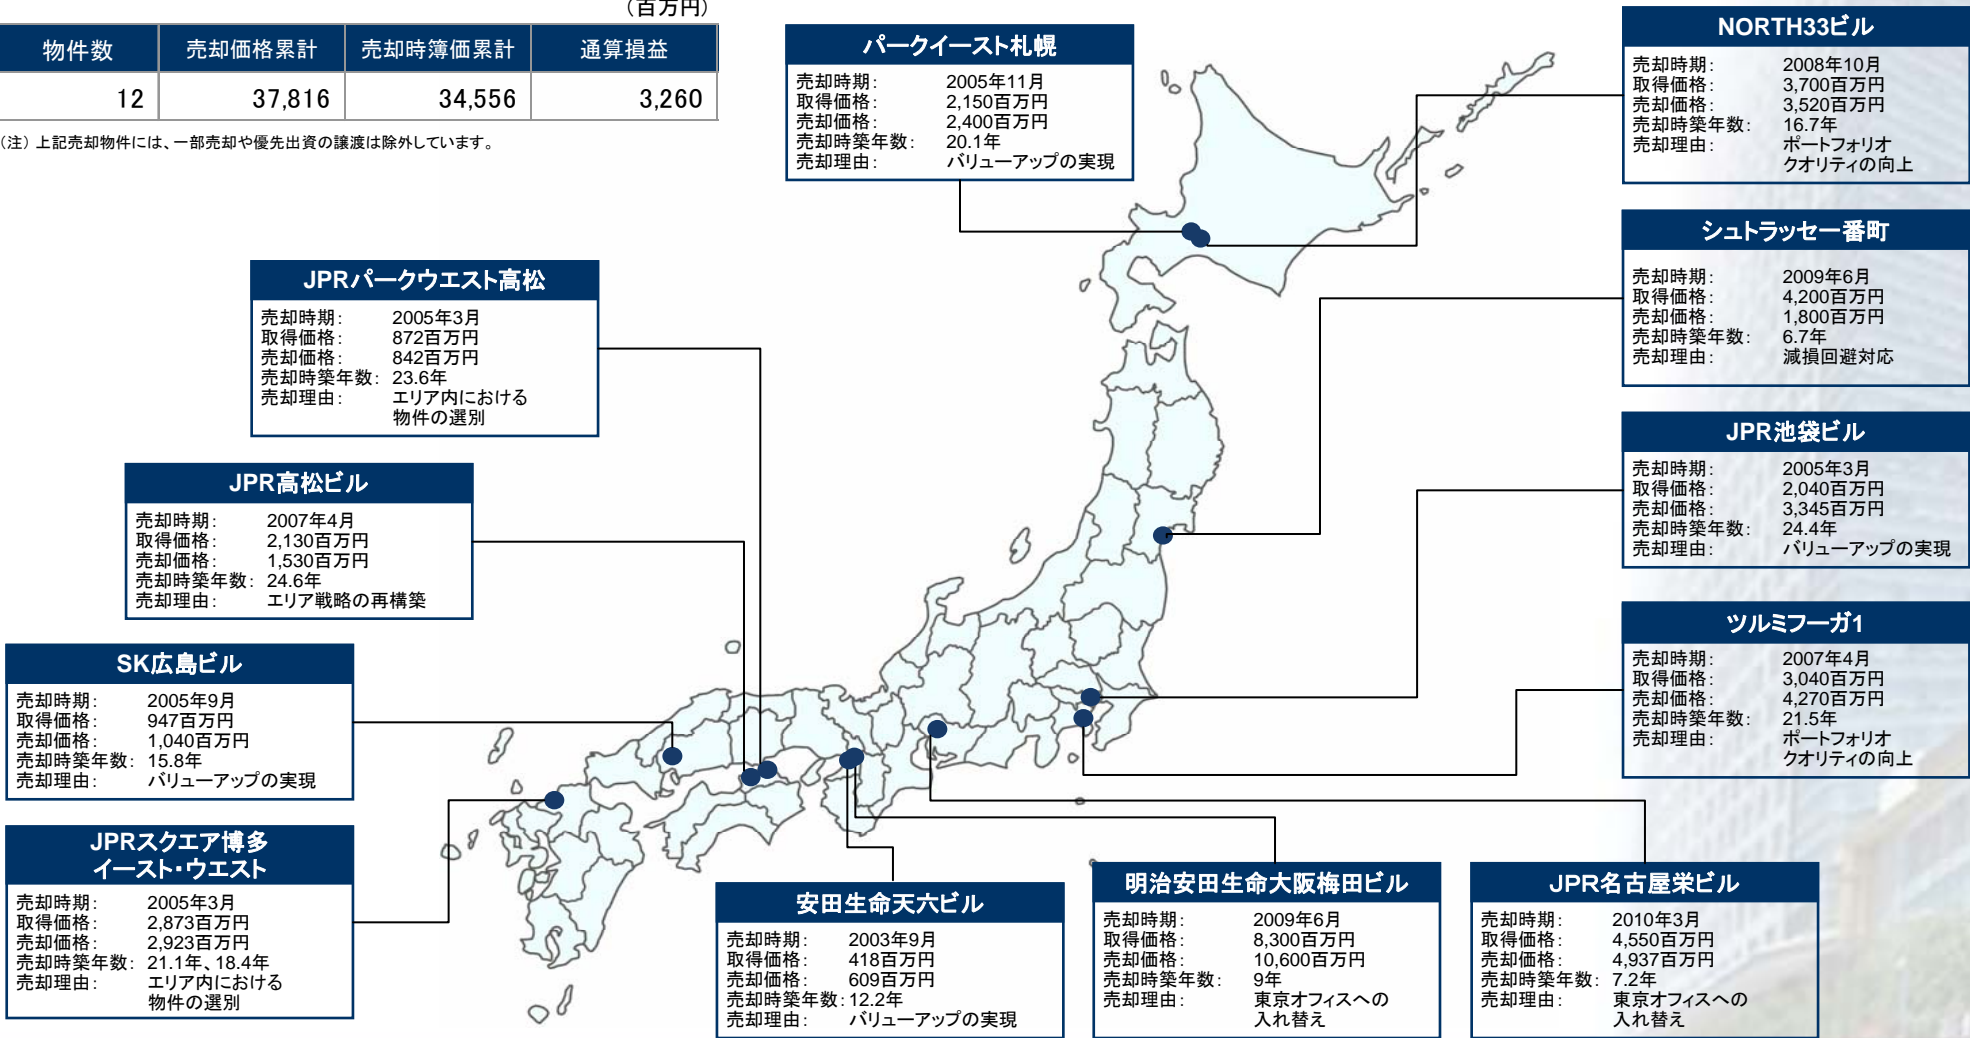 (百万円)
物件数 売却価格累計 売却時簿価累計 通算損益
12 37,816 34,556 3,260
(注) 上記売却物件には、一部売却や優先出資の譲渡は除外しています。
パークイースト札幌
売却時期: 2005年11月
取得価格: 2,150百万円
売却価格: 2,400百万円
売却時築年数: 20.1年
売却理由: バリューアップの実現
NORTH33ビル
売却時期: 2008年10月
取得価格: 3,700百万円
売却価格: 3,520百万円
売却時築年数: 16.7年
売却理由: ポートフォリオ
クオリティの向上
シュトラッセ一番町
売却時期: 2009年6月
取得価格: 4,200百万円
売却価格: 1,800百万円
売却時築年数: 6.7年
売却理由: 減損回避対応
JPRパークウエスト高松
売却時期: 2005年3月
取得価格: 872百万円
売却価格: 842百万円
売却時築年数: 23.6年
売却理由: エリア内における
物件の選別
JPR池袋ビル
売却時期: 2005年3月
取得価格: 2,040百万円
売却価格: 3,345百万円
売却時築年数: 24.4年
売却理由: バリューアップの実現
JPR高松ビル
売却時期: 2007年4月
取得価格: 2,130百万円
売却価格: 1,530百万円
売却時築年数: 24.6年
売却理由: エリア戦略の再構築
ツルミフーガ1
売却時期: 2007年4月
取得価格: 3,040百万円
売却価格: 4,270百万円
売却時築年数: 21.5年
売却理由: ポートフォリオ
クオリティの向上
SK広島ビル
売却時期: 2005年9月
取得価格: 947百万円
売却価格: 1,040百万円
売却時築年数: 15.8年
売却理由: バリューアップの実現
JPRスクエア博多
イースト・ウエスト
売却時期: 2005年3月
取得価格: 2,873百万円
売却価格: 2,923百万円
売却時築年数: 21.1年、18.4年
売却理由: エリア内における
物件の選別
安田生命天六ビル
売却時期: 2003年9月
取得価格: 418百万円
売却価格: 609百万円
売却時築年数: 12.2年
売却理由: バリューアップの実現
明治安田生命大阪梅田ビル
売却時期: 2009年6月
取得価格: 8,300百万円
売却価格: 10,600百万円
売却時築年数: 9年
売却理由: 東京オフィスへの
入れ替え
JPR名古屋栄ビル
売却時期: 2010年3月
取得価格: 4,550百万円
売却価格: 4,937百万円
売却時築年数: 7.2年
売却理由: 東京オフィスへの
入れ替え